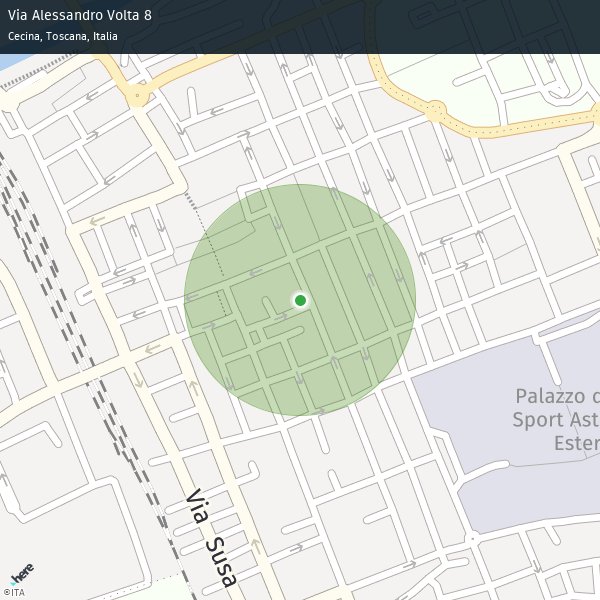 Via Alessandro Volta 8
Cecina, Toscana, Italia
Palazzo d
Sport Ast
Ester
Via Susa
here
©ITA